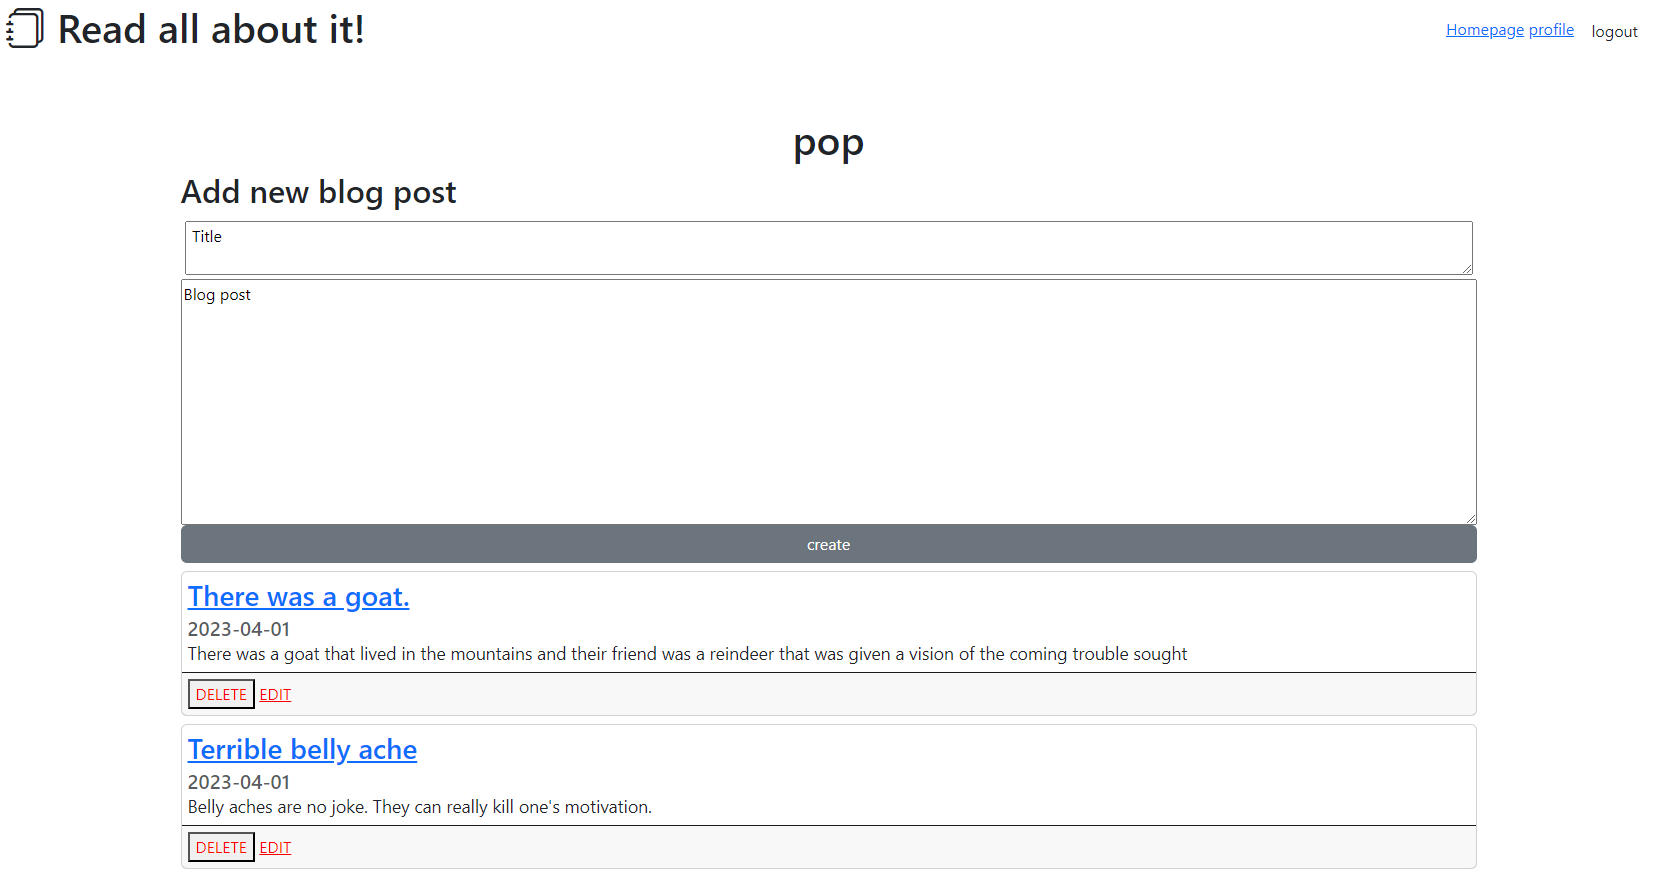 Read all about it!
Homepage profile logout
pop
Add new blog post
Title
Blog post
create
There was a goat.
2023-04-01
There was a goat that lived in the mountains and their friend was a reindeer that was given a vision of the coming trouble sought
DELETE EDIT
Terrible belly ache
2023-04-01
Belly aches are no joke. They can really kill one's motivation.
DELETE EDIT